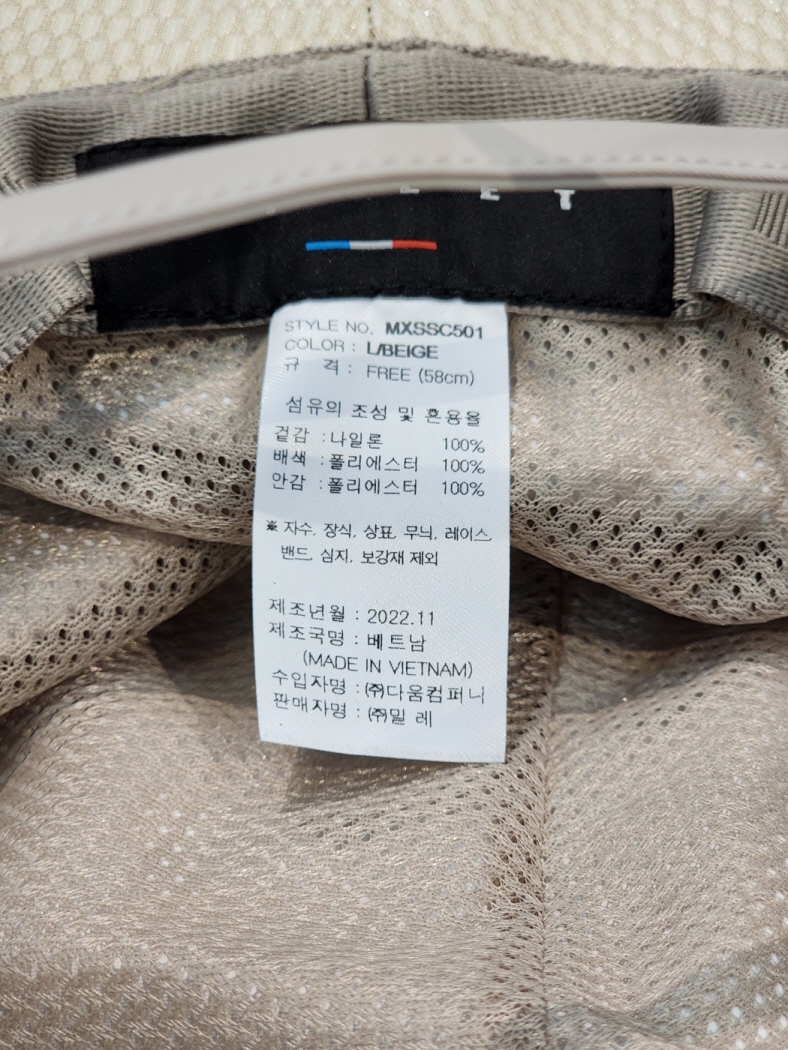 STYLE NO. MXSSC501
COLOR : L/BEIGE
규 격 : FREE (58cm)
섬유의 조성 및 혼용율
겉감 : 나일론 100%
배색 : 폴리에스터 100%
안감 : 폴리에스터 100%
※ 자수, 장식, 상표, 무늬, 레이스,
밴드, 심지, 보강재 제외
제조년월 : 2022.11
제조국명 : 베트남
(MADE IN VIETNAM)
수입자명 : ㈜다움컴퍼니
판매자명 : ㈜밀 레